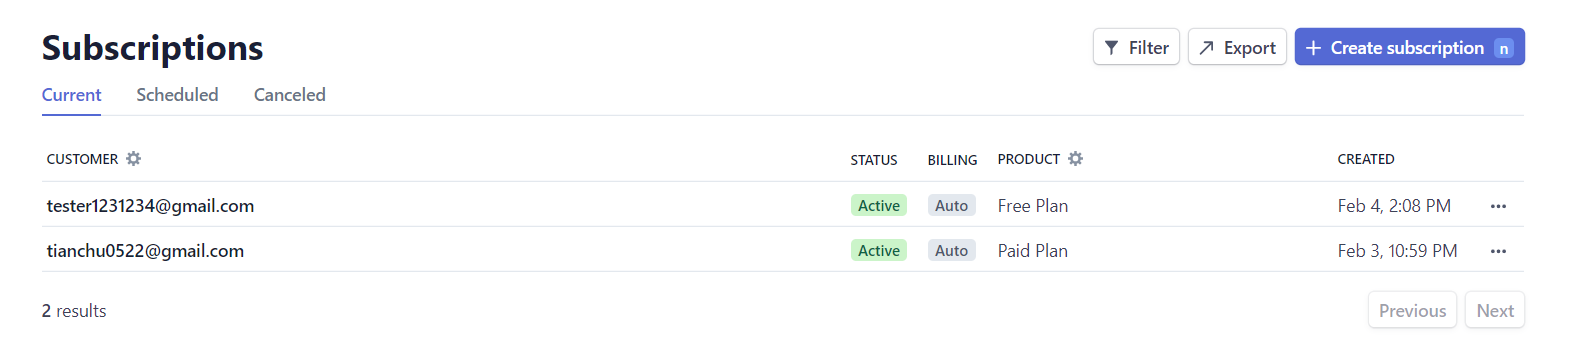 Subscriptions
Filter Export Create subscription n
Current Scheduled Canceled
CUSTOMER STATUS BILLING PRODUCT CREATED
tester1231234@gmail.com Active Auto Free Plan Feb 4, 2:08 PM
tianchu0522@gmail.com Active Auto Paid Plan Feb 3, 10:59 PM
2 results Previous Next